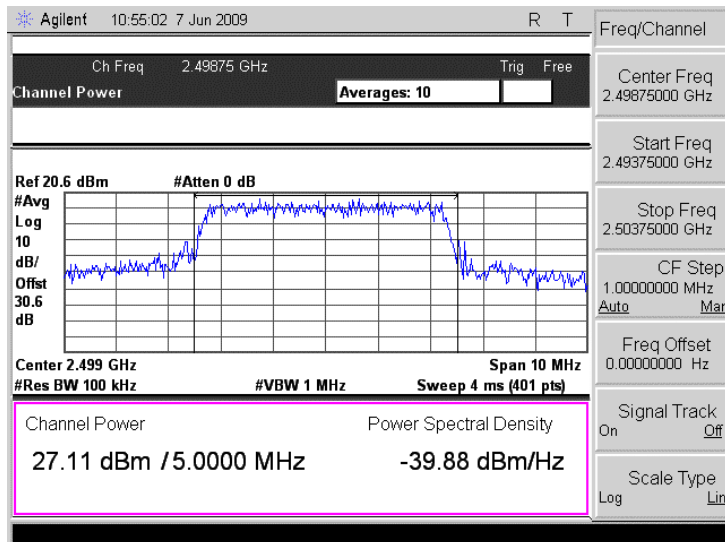 Agilent 10:55:02 7 Jun 2009 R T
Freq/Channel
Ch Freq 2.49875 GHz Trig Free
Channel Power Averages: 10
Center Freq
2.49875000 GHz
Start Freq
2.49375000 GHz
Stop Freq
2.50375000 GHz
CF Step
1.00000000 MHz
Auto Man
Freq Offset
0.00000000 Hz
Signal Track
On Off
Scale Type
Log Lin
Ref 20.6 dBm #Atten 0 dB
#Avg
Log
10
dB/
Offst
30.6
dB
Center 2.499 GHz Span 10 MHz
#Res BW 100 kHz #VBW 1 MHz Sweep 4 ms (401 pts)
Channel Power Power Spectral Density
27.11 dBm / 5.0000 MHz -39.88 dBm/Hz